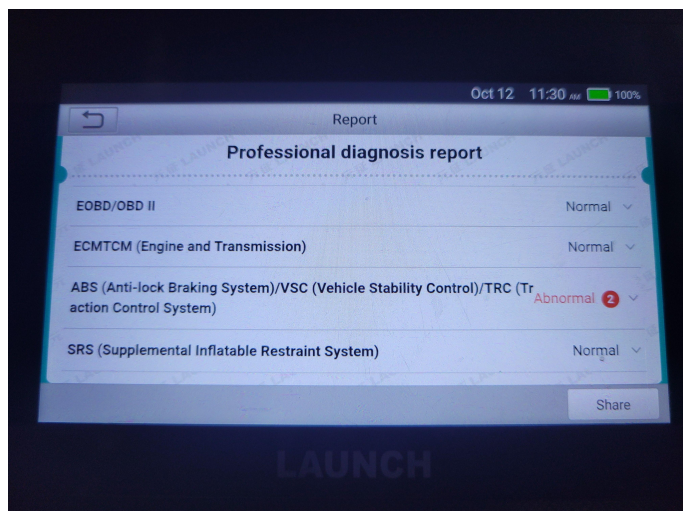 Oct 12 11:30 AM 100%
Report
Professional diagnosis report
EOBD/OBD II Normal
ECMTCM (Engine and Transmission) Normal
ABS (Anti-lock Braking System)/VSC (Vehicle Stability Control)/TRC (Tr
action Control System) Abnormal 2
SRS (Supplemental Inflatable Restraint System) Normal
Share
LAUNCH